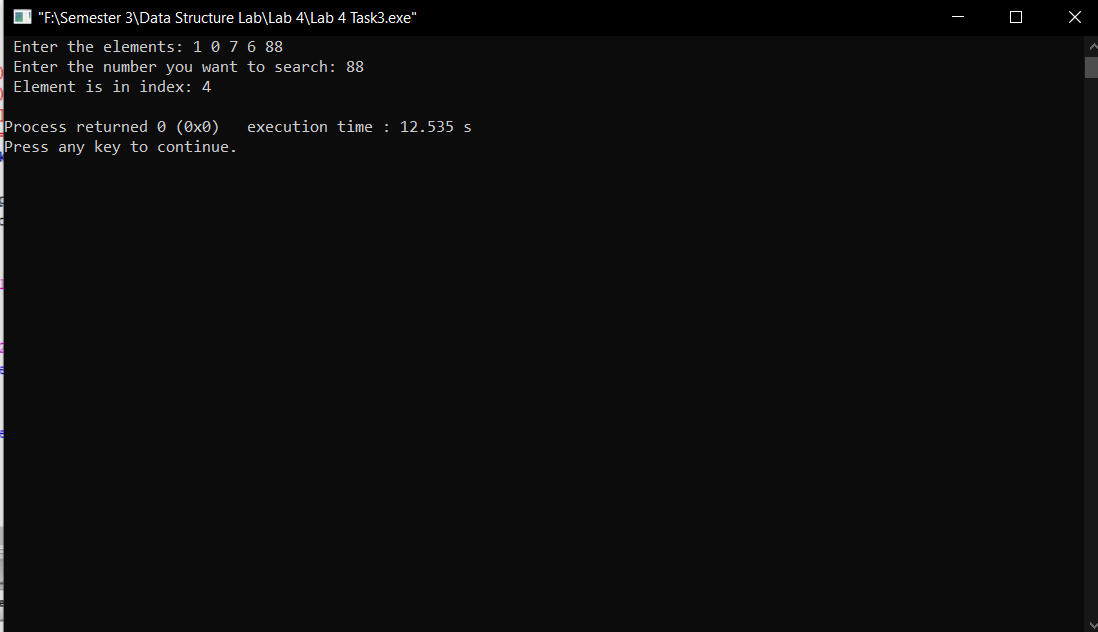 "F:\Semester 3\Data Structure Lab\Lab 4\Lab 4 Task3.exe"
Enter the elements: 1 0 7 6 88
Enter the number you want to search: 88
Element is in index: 4
Process returned 0 (0x0)   execution time : 12.535 s
Press any key to continue.